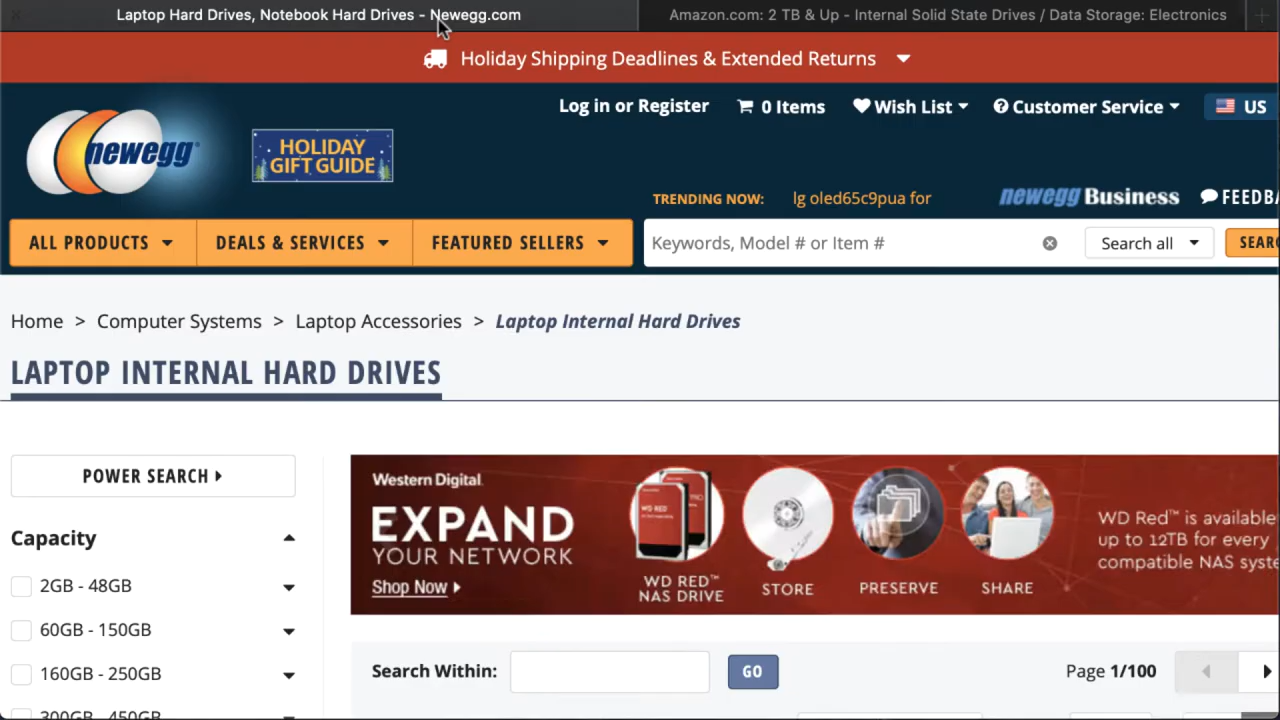 Laptop Hard Drives, Notebook Hard Drives - Newegg.com
Amazon.com: 2 TB & Up - Internal Solid State Drives / Data Storage: Electronics
Holiday Shipping Deadlines & Extended Returns
Log in or Register
0 Items
Wish List
Customer Service
US
newegg
HOLIDAY
GIFT GUIDE
TRENDING NOW:
lg oled65c9pua for
newegg Business
FEEDBA
ALL PRODUCTS
DEALS & SERVICES
FEATURED SELLERS
Keywords, Model # or Item #
Search all
SEARC
Home > Computer Systems > Laptop Accessories > Laptop Internal Hard Drives
LAPTOP INTERNAL HARD DRIVES
POWER SEARCH
Western Digital.
EXPAND
YOUR NETWORK
Shop Now
WD RED™
NAS DRIVE
STORE
PRESERVE
SHARE
WD Red™ is available
up to 12TB for every
compatible NAS syste
Capacity
2GB - 48GB
60GB - 150GB
160GB - 250GB
300GB - 450GB
Search Within:
GO
Page 1/100